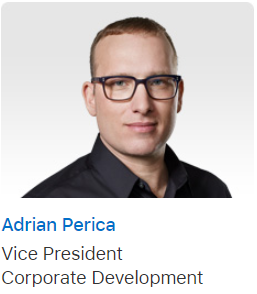 Adrian Perica
Vice President
Corporate Development